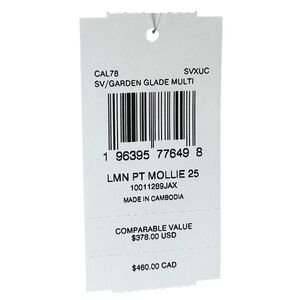 CAL78 SVXUC
SV/GARDEN GLADE MULTI
1 96395 77649 8
LMN PT MOLLIE 25
10011289JAX
MADE IN CAMBODIA
COMPARABLE VALUE
$378.00 USD
$460.00 CAD